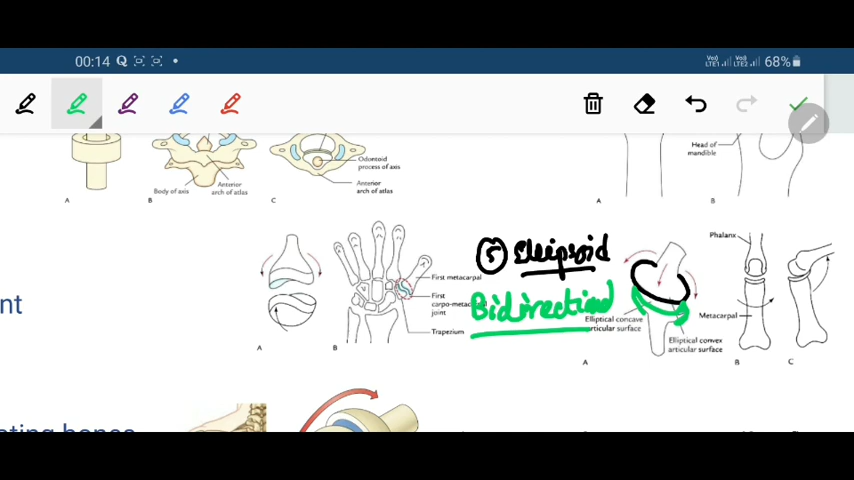 00:14
68%
Odontoid
process of axis
Body of axis
Anterior
arch of atlas
Anterior
arch of atlas
A
B
C
Head of
mandible
A
B
First metacarpal
First
carpo-metacarpal
joint
Trapezium
A
B
5 Ellipsoid
Bidirectional
Elliptical concave
articular surface
Elliptical convex
articular surface
A
Phalanx
Metacarpal
B
C
nt
ating bones